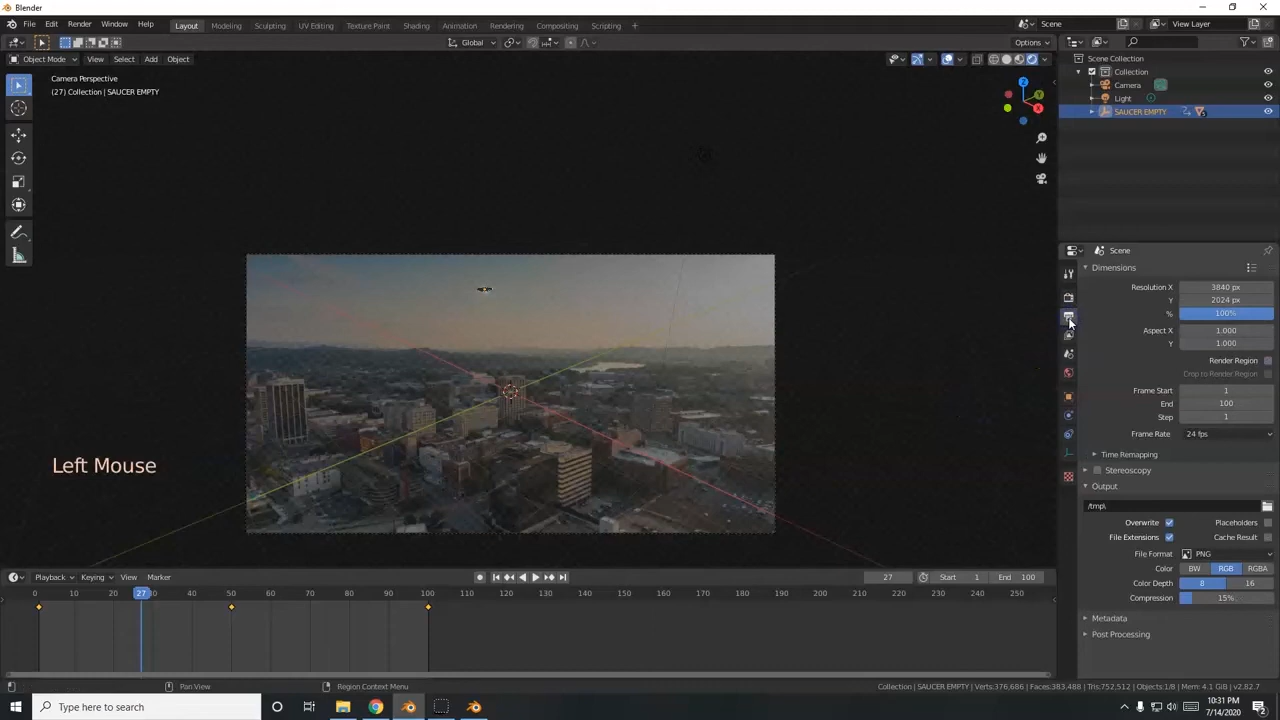 Blender
File Edit Render Window Help
Layout Modeling Sculpting UV Editing Texture Paint Shading Animation Rendering Compositing Scripting +
Scene
View Layer
Global
Options
Object Mode View Select Add Object
Camera Perspective
(27) Collection | SAUCER EMPTY
Z
Y
X
Scene Collection
Collection
Camera
Light
SAUCER EMPTY
Scene
Dimensions
Resolution X 3840 px
Y 2024 px
% 100%
Aspect X 1.000
Y 1.000
Render Region
Crop to Render Region
Frame Start 1
End 100
Step 1
Frame Rate 24 fps
Time Remapping
Stereoscopy
Output
/tmp\
Overwrite Placeholders
File Extensions Cache Result
File Format PNG
Color BW RGB RGBA
Color Depth 8 16
Compression 15%
Metadata
Post Processing
Left Mouse
Playback Keying View Marker
27 Start 1 End 100
0 10 20 27 40 50 60 70 80 90 100 110 120 130 140 150 160 170 180 190 200 210 220 230 240 250
Pan View Region Context Menu
Collection | SAUCER EMPTY | Verts:376,686 | Faces:383,488 | Tris:752,512 | Objects:1/8 | Mem: 4.1 GiB | v2.82.7
Type here to search
10:31 PM
7/14/2020
2